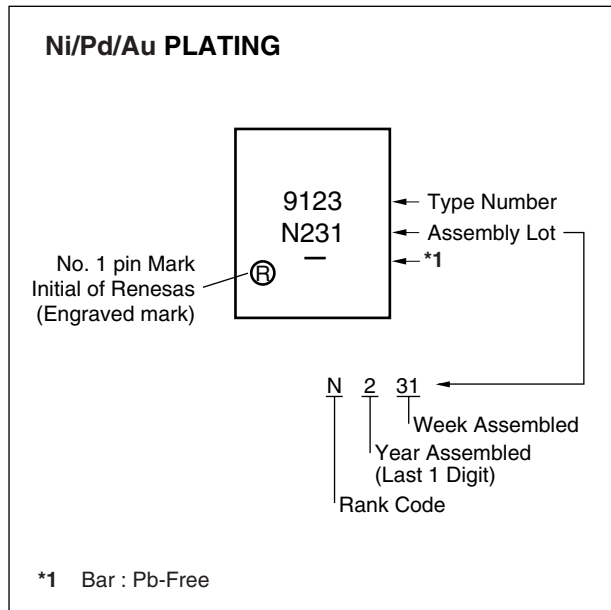 Ni/Pd/Au PLATING
9123
N231
—
Type Number
Assembly Lot
*1
No. 1 pin Mark
Initial of Renesas
(Engraved mark)
R
N 2 31
Week Assembled
Year Assembled
(Last 1 Digit)
Rank Code
*1 Bar : Pb-Free